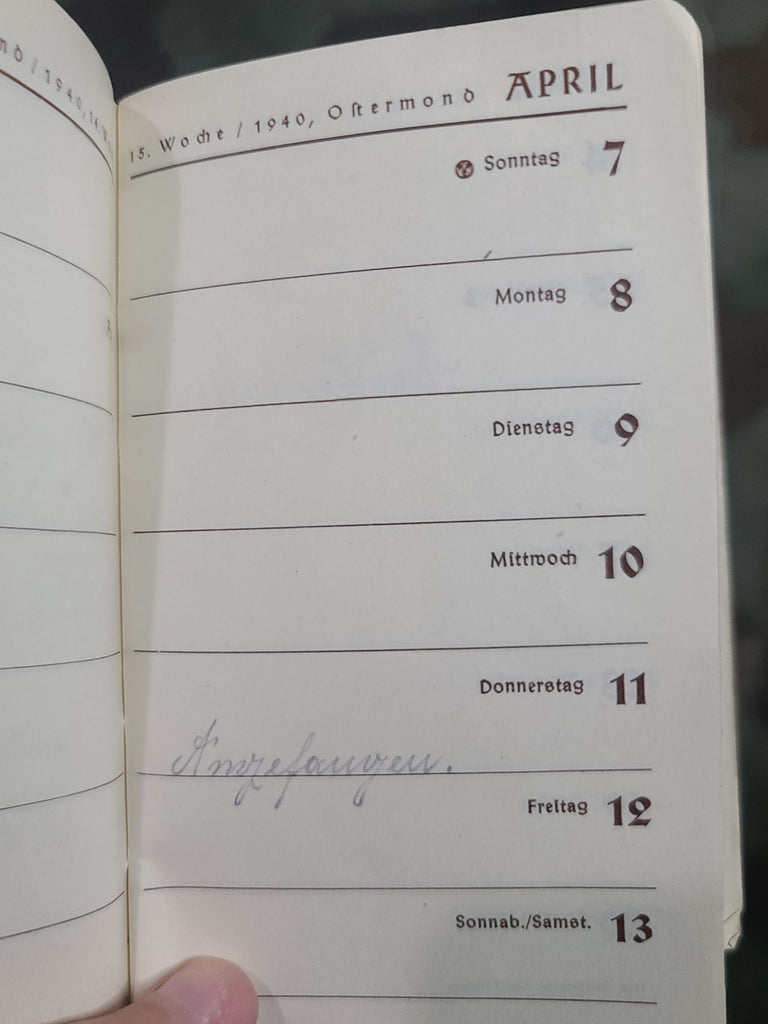 15. Woche / 1940, Ostermond APRIL
Sonntag 7
Montag 8
Dienstag 9
Mittwoch 10
Donnerstag 11
Angefangen.
Freitag 12
Sonnab./Samst. 13